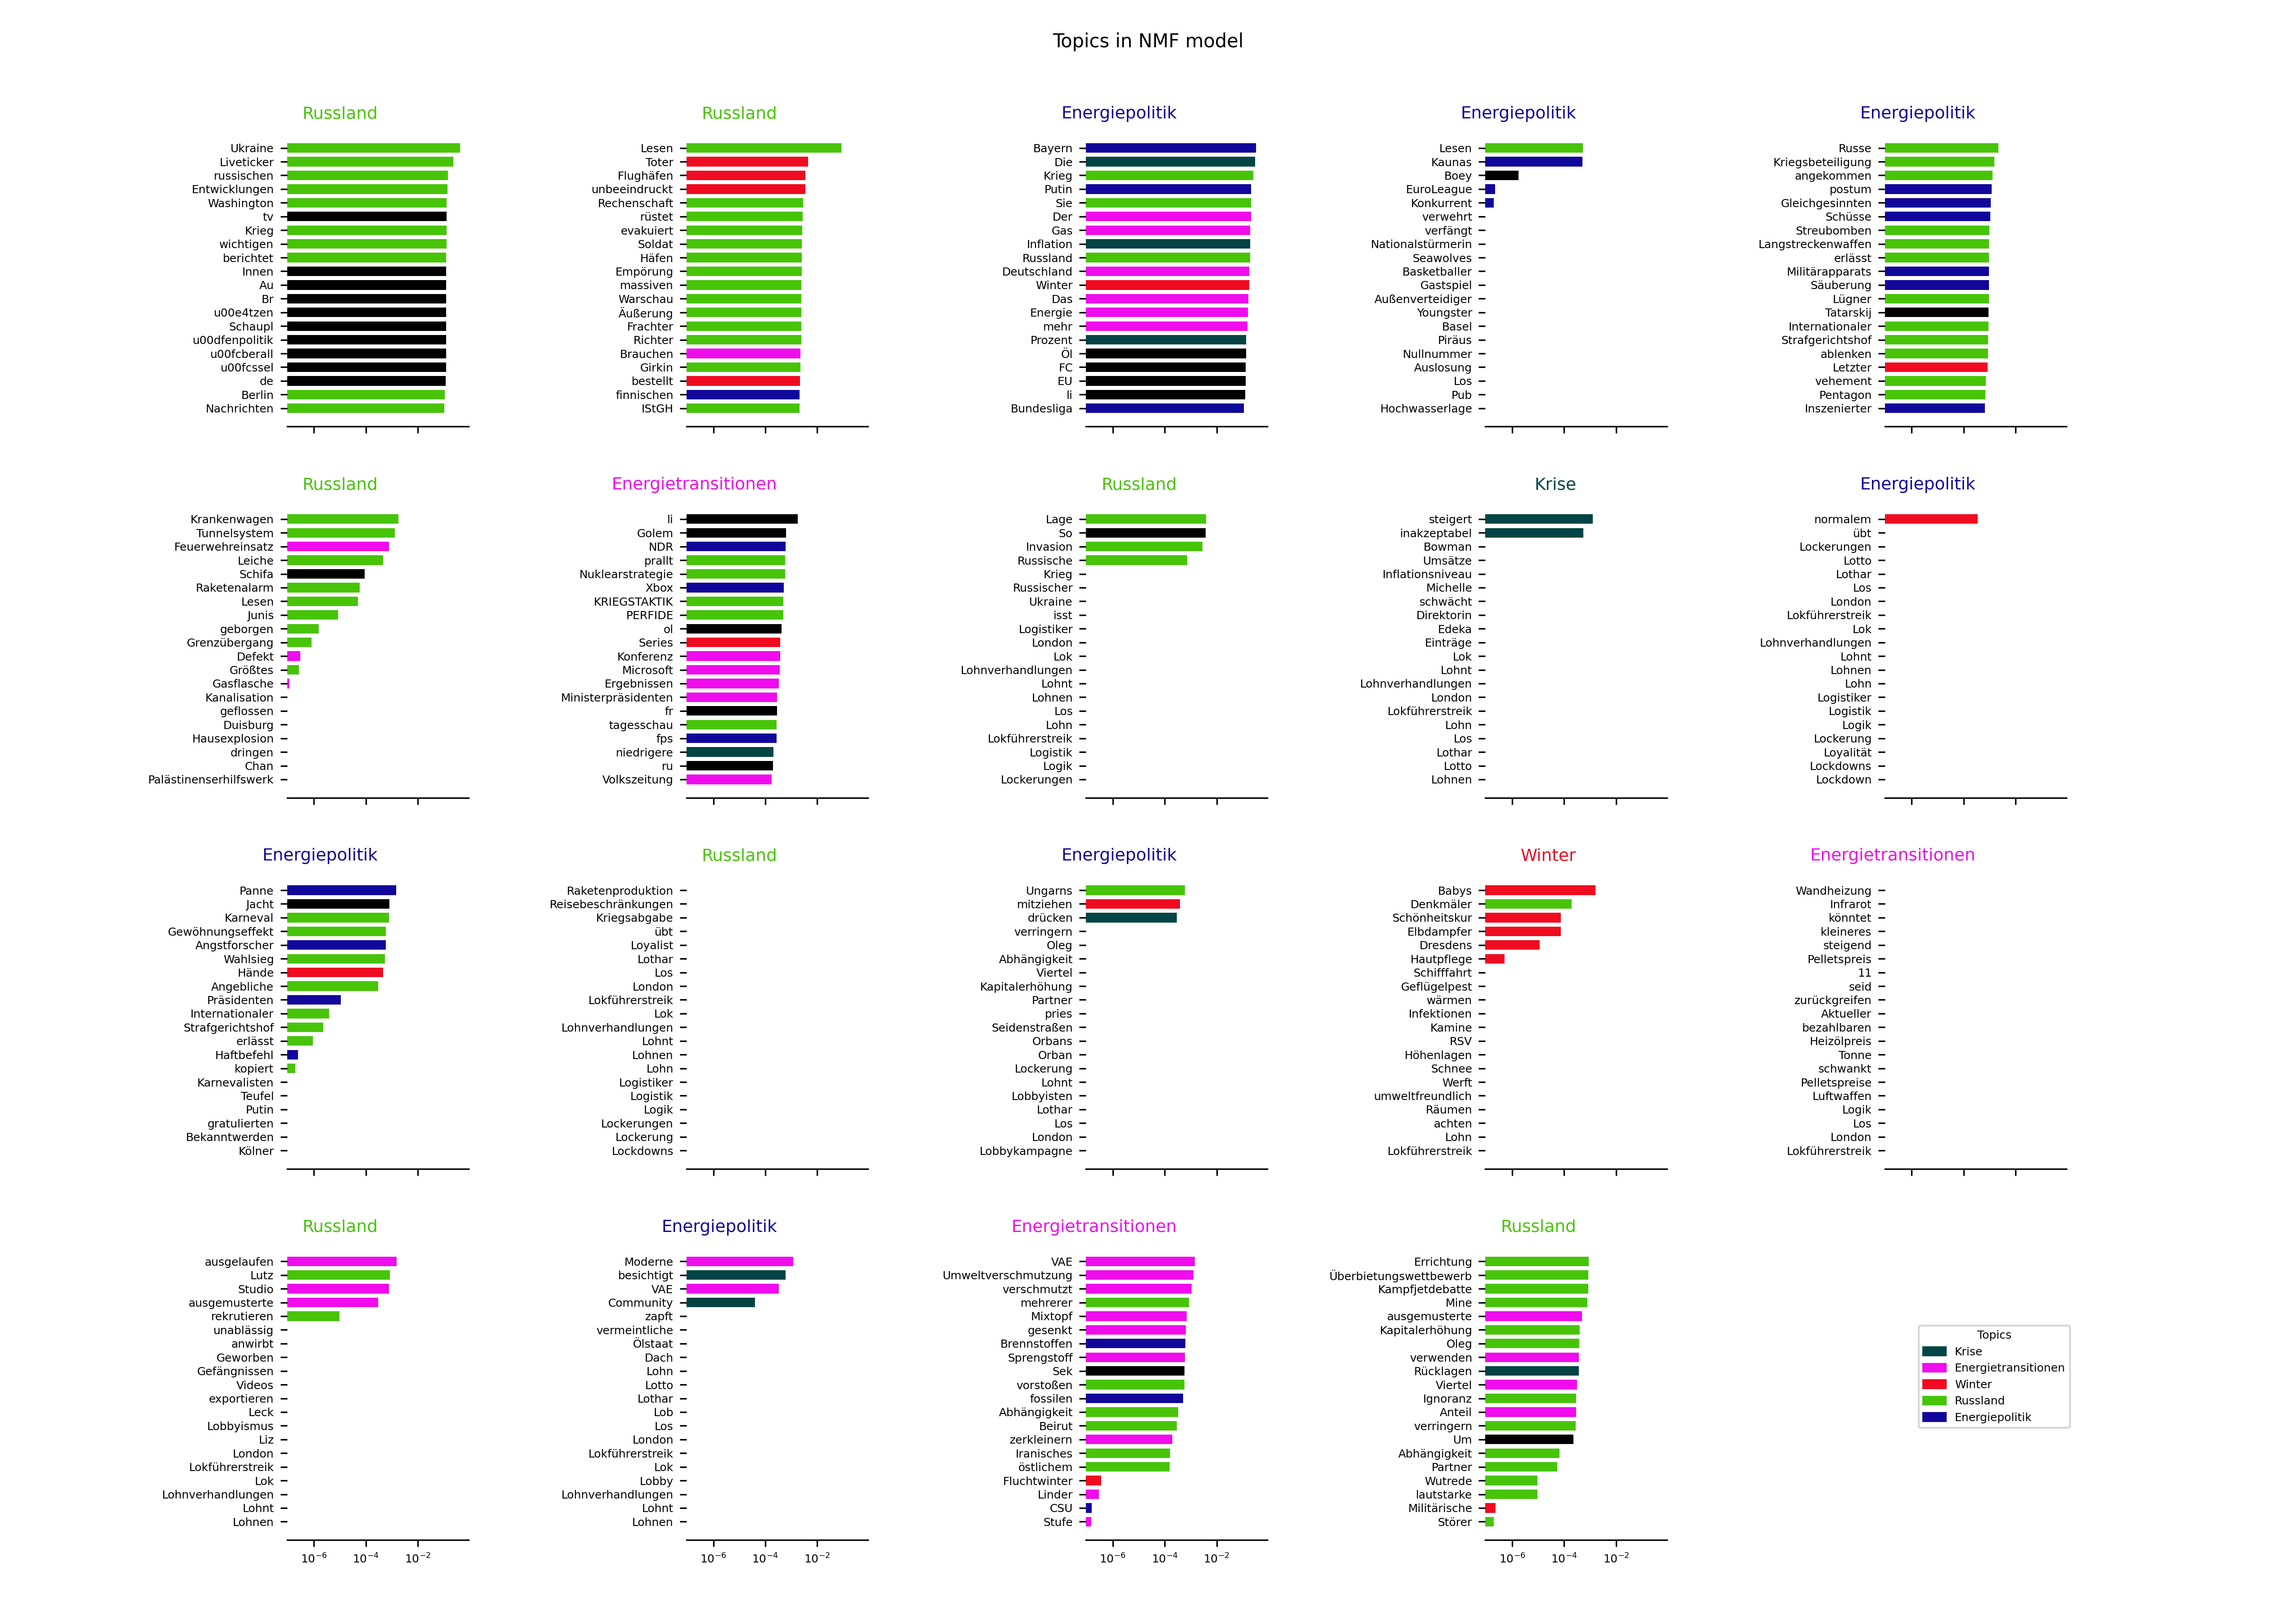 Topics in NMF model
Russland
Ukraine
Liveticker
russischen
Entwicklungen
Washington
tv
Krieg
wichtigen
berichtet
Innen
Au
Br
u00e4tzen
Schaupl
u00dfenpolitik
u00fcberall
u00fcssel
de
Berlin
Nachrichten
Russland
Lesen
Toter
Flughäfen
unbeeindruckt
Rechenschaft
rüstet
evakuiert
Soldat
Häfen
Empörung
massiven
Warschau
Äußerung
Frachter
Richter
Brauchen
Girkin
bestellt
finnischen
IStGH
Energiepolitik
Bayern
Die
Krieg
Putin
Sie
Der
Gas
Inflation
Russland
Deutschland
Winter
Das
Energie
mehr
Prozent
Öl
FC
EU
li
Bundesliga
Energiepolitik
Lesen
Kaunas
Boey
EuroLeague
Konkurrent
verwehrt
verfängt
Nationalstürmerin
Seawolves
Basketballer
Gastspiel
Außenverteidiger
Youngster
Basel
Piräus
Nullnummer
Auslosung
Los
Pub
Hochwasserlage
Energiepolitik
Russe
Kriegsbeteiligung
angekommen
postum
Gleichgesinnten
Schüsse
Streubomben
Langstreckenwaffen
erlässt
Militärapparats
Säuberung
Lügner
Tatarskij
Internationaler
Strafgerichtshof
ablenken
Letzter
vehement
Pentagon
Inszenierter
Russland
Krankenwagen
Tunnelsystem
Feuerwehreinsatz
Leiche
Schifa
Raketenalarm
Lesen
Junis
geborgen
Grenzübergang
Defekt
Größtes
Gasflasche
Kanalisation
geflossen
Duisburg
Hausexplosion
dringen
Chan
Palästinenserhilfswerk
Energietransitionen
li
Golem
NDR
prallt
Nuklearstrategie
Xbox
KRIEGSTAKTIK
PERFIDE
ol
Series
Konferenz
Microsoft
Ergebnissen
Ministerpräsidenten
fr
tagesschau
fps
niedrigere
ru
Volkszeitung
Russland
Lage
So
Invasion
Russische
Krieg
Russischer
Ukraine
isst
Logistiker
London
Lok
Lohnverhandlungen
Lohnt
Lohnen
Los
Lohn
Lokführerstreik
Logistik
Logik
Lockerungen
Krise
steigert
inakzeptabel
Bowman
Umsätze
Inflationsniveau
Michelle
schwächt
Direktorin
Edeka
Einträge
Lok
Lohnt
Lohnverhandlungen
London
Lokführerstreik
Lohn
Los
Lothar
Lotto
Lohnen
Energiepolitik
normalem
übt
Lockerungen
Lotto
Lothar
Los
London
Lokführerstreik
Lok
Lohnverhandlungen
Lohnt
Lohnen
Lohn
Logistiker
Logistik
Logik
Lockerung
Loyalität
Lockdowns
Lockdown
Energiepolitik
Panne
Jacht
Karneval
Gewöhnungseffekt
Angstforscher
Wahlsieg
Hände
Angebliche
Präsidenten
Internationaler
Strafgerichtshof
erlässt
Haftbefehl
kopiert
Karnevalisten
Teufel
Putin
gratulierten
Bekanntwerden
Kölner
Russland
Raketenproduktion
Reisebeschränkungen
Kriegsabgabe
übt
Loyalist
Lothar
Los
London
Lokführerstreik
Lok
Lohnverhandlungen
Lohnt
Lohnen
Lohn
Logistiker
Logistik
Logik
Lockerungen
Lockerung
Lockdowns
Energiepolitik
Ungarns
mitziehen
drücken
verringern
Oleg
Abhängigkeit
Viertel
Kapitalerhöhung
Partner
pries
Seidenstraßen
Orbans
Orban
Lockerung
Lohnt
Lobbyisten
Lothar
Los
London
Lobbykampagne
Winter
Babys
Denkmäler
Schönheitskur
Elbdampfer
Dresdens
Hautpflege
Schifffahrt
Geflügelpest
wärmen
Infektionen
Kamine
RSV
Höhenlagen
Schnee
Werft
umweltfreundlich
Räumen
achten
Lohn
Lokführerstreik
Energietransitionen
Wandheizung
Infrarot
könntet
kleineres
steigend
Pelletspreis
11
seid
zurückgreifen
Aktueller
bezahlbaren
Heizölpreis
Tonne
schwankt
Pelletspreise
Luftwaffen
Logik
Los
London
Lokführerstreik
Russland
ausgelaufen
Lutz
Studio
ausgemusterte
rekrutieren
unablässig
anwirbt
Geworben
Gefängnissen
Videos
exportieren
Leck
Lobbyismus
Liz
London
Lokführerstreik
Lok
Lohnverhandlungen
Lohnt
Lohnen
10⁻⁶ 10⁻⁴ 10⁻²
Energiepolitik
Moderne
besichtigt
VAE
Community
zapft
vermeintliche
Ölstaat
Dach
Lohn
Lotto
Lothar
Lob
Los
London
Lokführerstreik
Lok
Lobby
Lohnverhandlungen
Lohnt
Lohnen
10⁻⁶ 10⁻⁴ 10⁻²
Energietransitionen
VAE
Umweltverschmutzung
verschmutzt
mehrerer
Mixtopf
gesenkt
Brennstoffen
Sprengstoff
Sek
vorstoßen
fossilen
Abhängigkeit
Beirut
zerkleinern
Iranisches
östlichem
Fluchtwinter
Linder
CSU
Stufe
10⁻⁶ 10⁻⁴ 10⁻²
Russland
Errichtung
Überbietungswettbewerb
Kampfjetdebatte
Mine
ausgemusterte
Kapitalerhöhung
Oleg
verwenden
Rücklagen
Viertel
Ignoranz
Anteil
verringern
Um
Abhängigkeit
Partner
Wutrede
lautstarke
Militärische
Störer
10⁻⁶ 10⁻⁴ 10⁻²
Topics
Krise
Energietransitionen
Winter
Russland
Energiepolitik